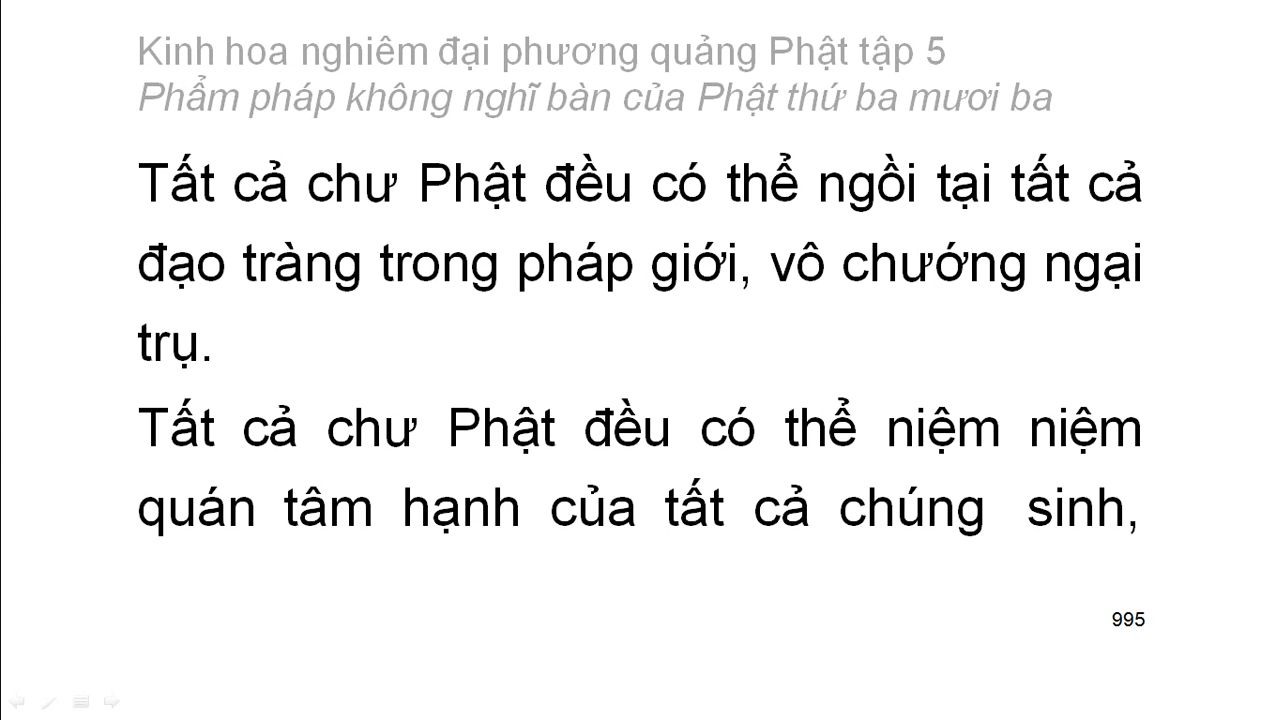 Kinh hoa nghiêm đại phương quảng Phật tập 5
Phẩm pháp không nghĩ bàn của Phật thứ ba mươi ba
Tất cả chư Phật đều có thể ngồi tại tất cả
đạo tràng trong pháp giới, vô chướng ngại
trụ.
Tất cả chư Phật đều có thể niệm niệm
quán tâm hạnh của tất cả chúng sinh,
995